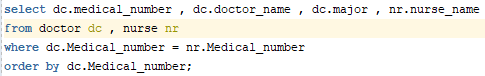 select dc.medical_number , dc.doctor_name , dc.major , nr.nurse_name
from doctor dc , nurse nr
where dc.Medical_number = nr.Medical_number
order by dc.Medical_number;